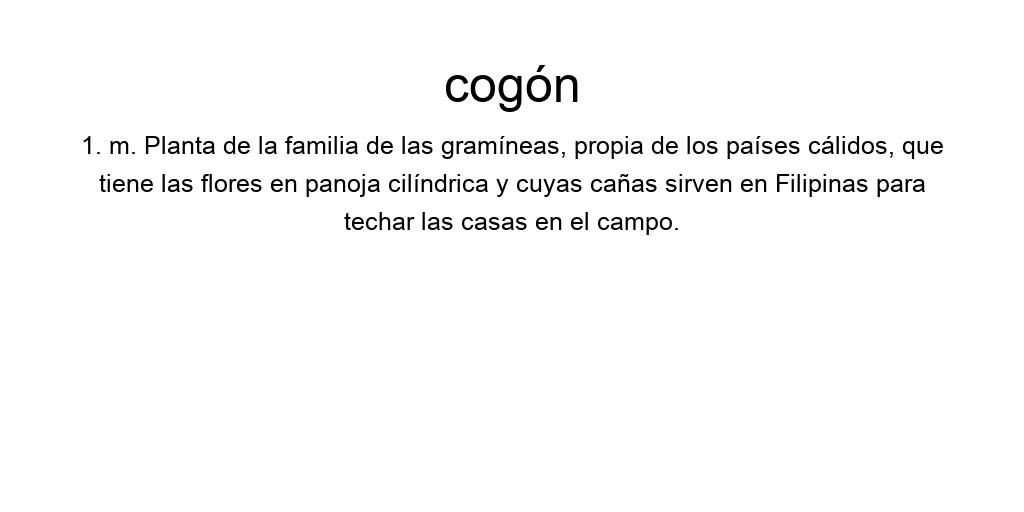 cogón
1. m. Planta de la familia de las gramíneas, propia de los países cálidos, que
tiene las flores en panoja cilíndrica y cuyas cañas sirven en Filipinas para
techar las casas en el campo.